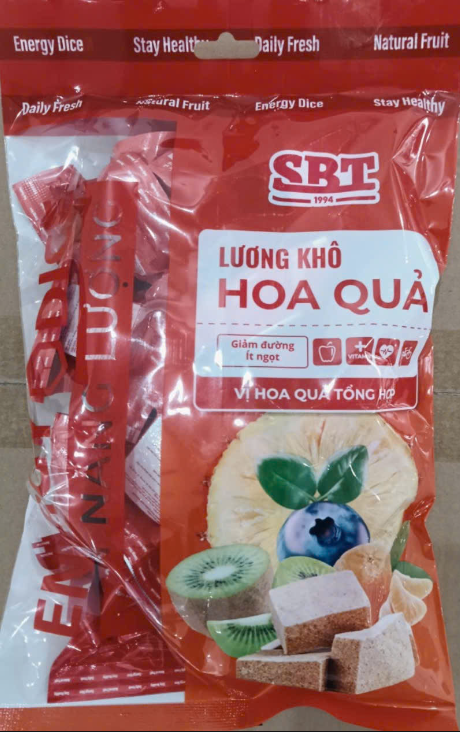 Energy Dice Stay Healthy Daily Fresh Natural Fruit
Daily Fresh Natural Fruit Energy Dice Stay Healthy
SBT
1994
LƯƠNG KHÔ
HOA QUẢ
Giảm đường
Ít ngọt
VỊ HOA QUẢ TỔNG HỢP
NĂNG LƯỢNG